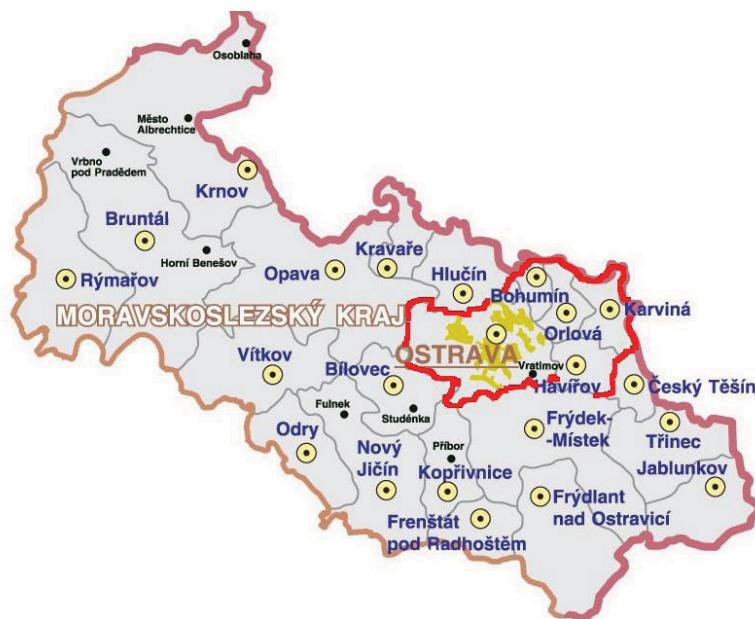 Osoblaha
Město
Albrechtice
Vrbno
pod Pradědem
Krnov
Bruntál
Horní Benešov
Kravaře
Opava
Hlučín
Rýmařov
Bohumín
Karviná
MORAVSKOSLEZSKÝ KRAJ
Orlová
OSTRAVA
Vítkov
Bílovec
Vratimov
Havířov
Český Těšín
Fulnek
Studénka
Odry
Nový
Jičín
Příbor
Kopřivnice
Frýdek-
-Místek
Třinec
Jablunkov
Frýdlant
nad Ostravicí
Frenštát
pod Radhoštěm